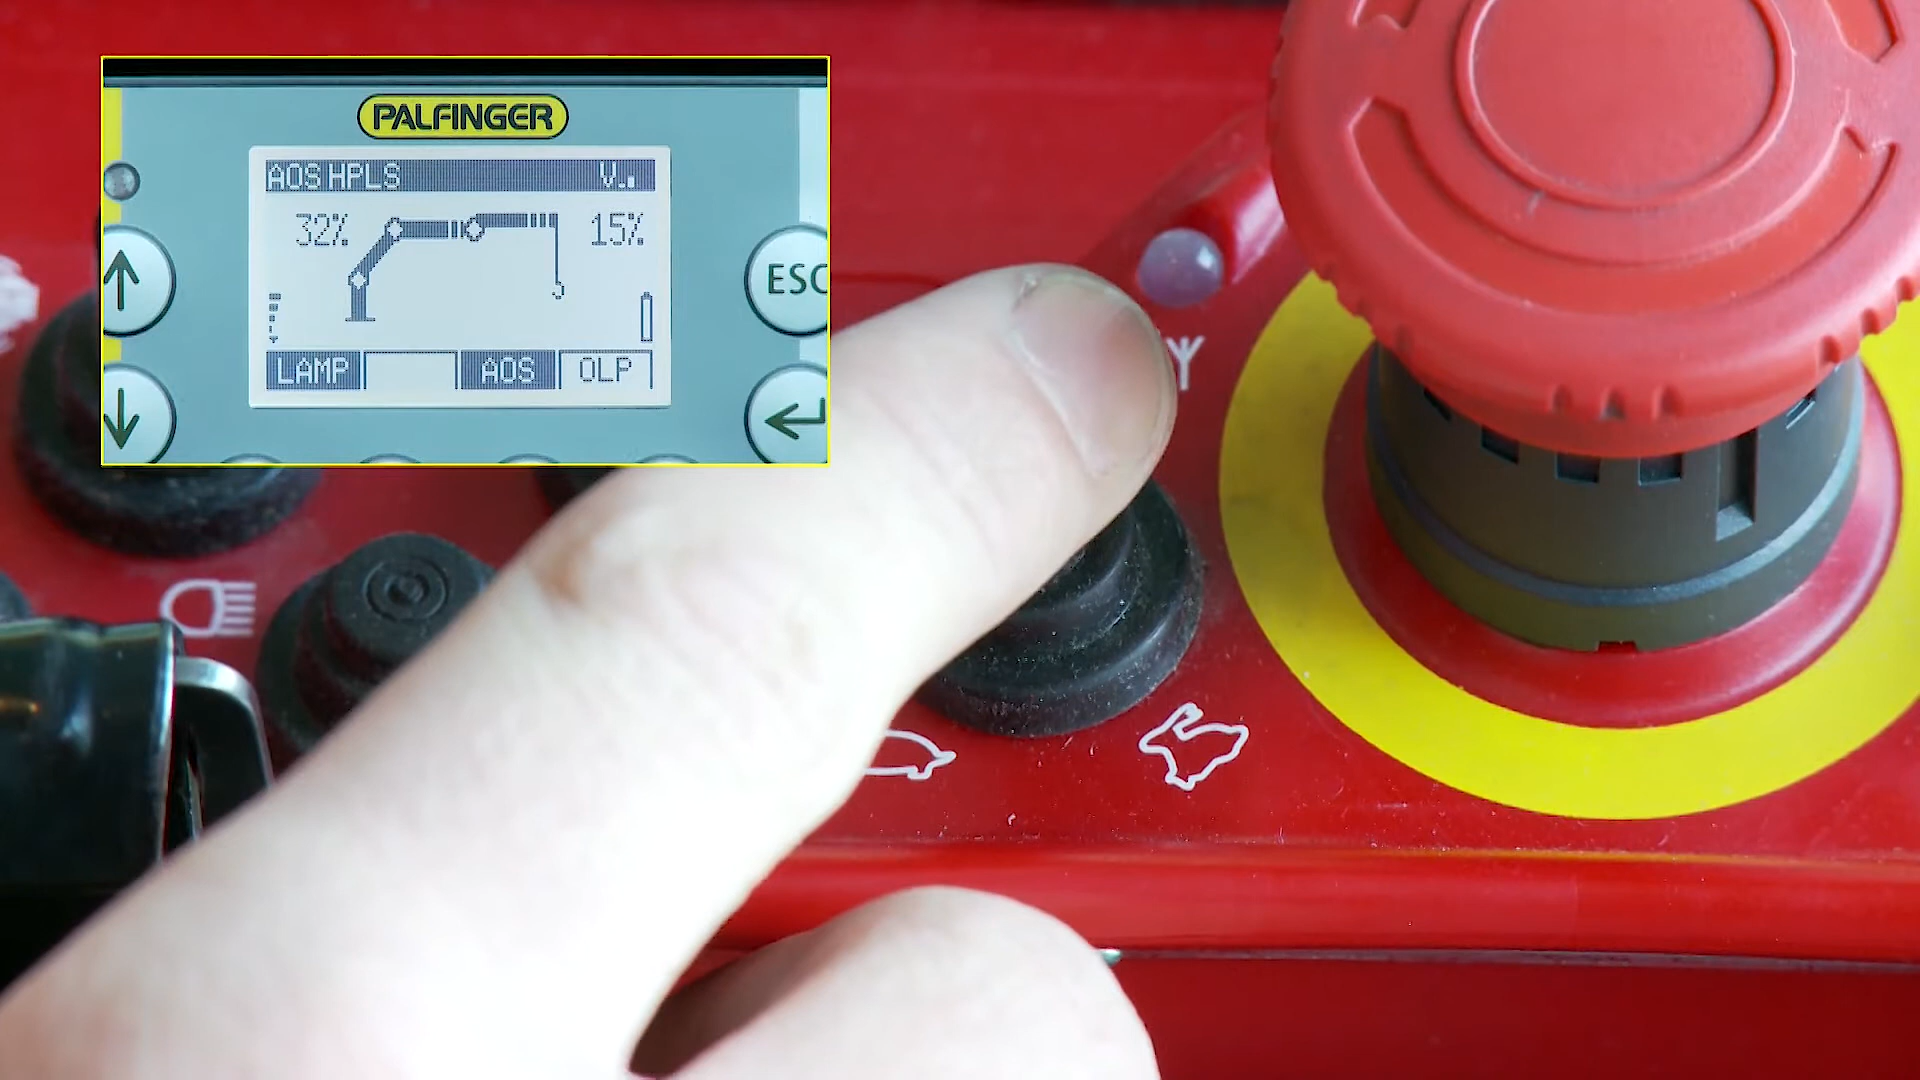 PALFINGER
AOS HPLS V..
32% 15%
ESC
LAMP AOS OLP